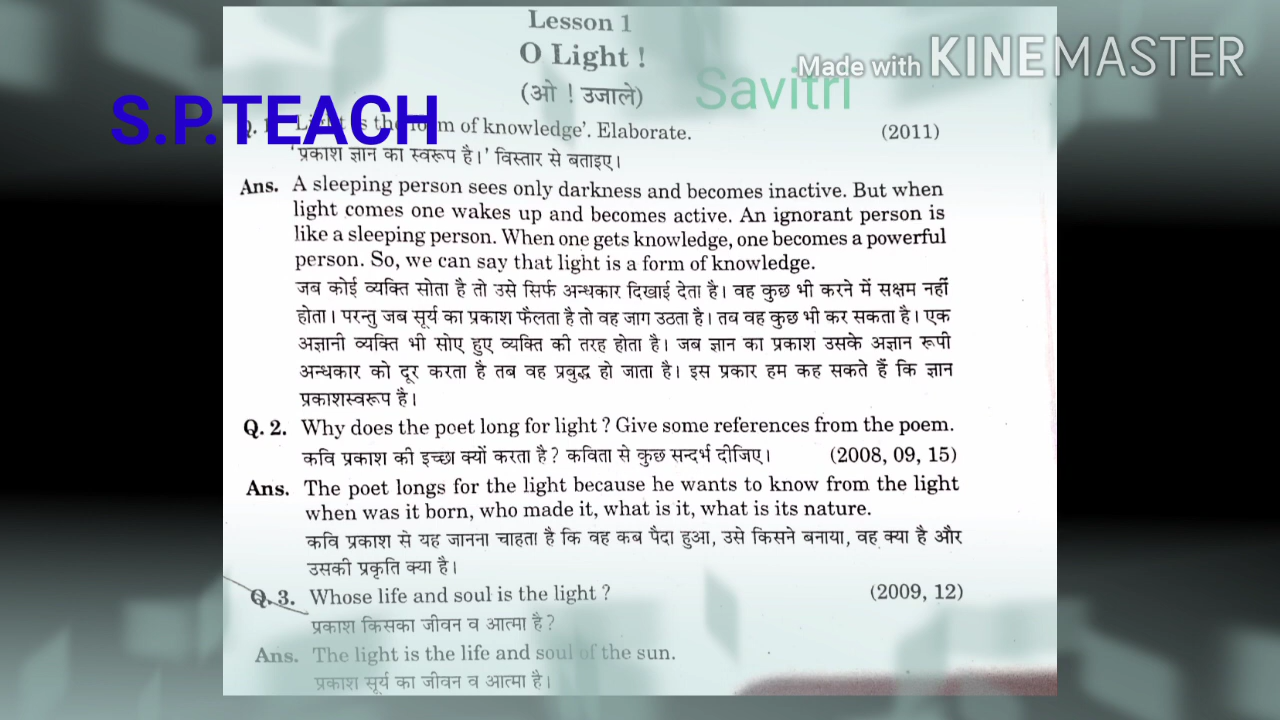 Lesson 1
O Light !
(ओ ! उजाले)
Made with KINEMASTER
Savitri
S.P.TEACH
Q. 1. 'Light is the form of knowledge'. Elaborate. (2011)
'प्रकाश ज्ञान का स्वरूप है।' विस्तार से बताइए।
Ans. A sleeping person sees only darkness and becomes inactive. But when
light comes one wakes up and becomes active. An ignorant person is
like a sleeping person. When one gets knowledge, one becomes a powerful
person. So, we can say that light is a form of knowledge.
जब कोई व्यक्ति सोता है तो उसे सिर्फ अन्धकार दिखाई देता है। वह कुछ भी करने में सक्षम नहीं
होता। परन्तु जब सूर्य का प्रकाश फैलता है तो वह जाग उठता है। तब वह कुछ भी कर सकता है। एक
अज्ञानी व्यक्ति भी सोए हुए व्यक्ति की तरह होता है। जब ज्ञान का प्रकाश उसके अज्ञान रूपी
अन्धकार को दूर करता है तब वह प्रबुद्ध हो जाता है। इस प्रकार हम कह सकते हैं कि ज्ञान
प्रकाशस्वरूप है।
Q. 2. Why does the poet long for light ? Give some references from the poem.
कवि प्रकाश की इच्छा क्यों करता है ? कविता से कुछ सन्दर्भ दीजिए। (2008, 09, 15)
Ans. The poet longs for the light because he wants to know from the light
when was it born, who made it, what is it, what is its nature.
कवि प्रकाश से यह जानना चाहता है कि वह कब पैदा हुआ, उसे किसने बनाया, वह क्या है और
उसकी प्रकृति क्या है।
Q. 3. Whose life and soul is the light ? (2009, 12)
प्रकाश किसका जीवन व आत्मा है ?
Ans. The light is the life and soul of the sun.
प्रकाश सूर्य का जीवन व आत्मा है।